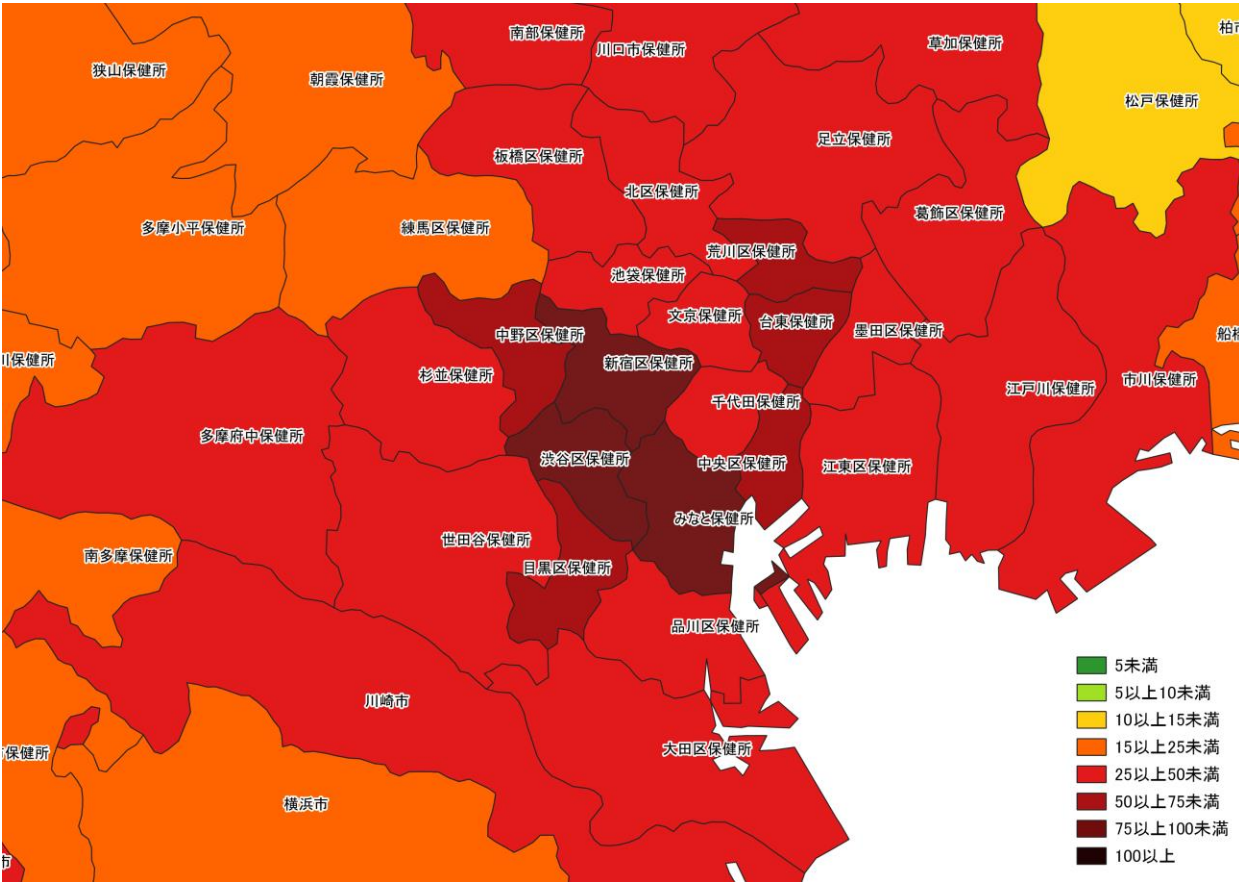 南部保健所
川口市保健所
草加保健所
柏市
狭山保健所
朝霞保健所
松戸保健所
板橋区保健所
足立保健所
北区保健所
葛飾区保健所
多摩小平保健所
練馬区保健所
荒川区保健所
池袋保健所
文京保健所
台東保健所
墨田区保健所
中野区保健所
船橋
川保健所
新宿区保健所
杉並保健所
江戸川保健所
市川保健所
千代田保健所
多摩府中保健所
渋谷区保健所
中央区保健所
江東区保健所
みなと保健所
世田谷保健所
南多摩保健所
目黒区保健所
品川区保健所
川崎市
大田区保健所
保健所
横浜市
市
5未満
5以上10未満
10以上15未満
15以上25未満
25以上50未満
50以上75未満
75以上100未満
100以上